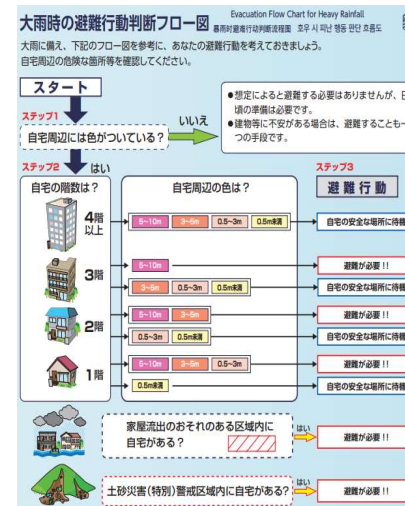 大雨時の避難行動判断フロー図
Evacuation Flow Chart for Heavy Rainfall
暴雨时避难行动判断流程图 호우 시 피난 행동 판단 흐름도
大雨に備え、下記のフロー図を参考に、あなたの避難行動を考えておきましょう。
自宅周辺の危険な箇所等を確認してください。
スタート
ステップ1
自宅周辺には色がついている？
いいえ
●想定によると避難する必要はありませんが、日
頃の準備は必要です。
●建物等に不安がある場合は、避難することも一
つの手段です。
ステップ2
はい
ステップ3
自宅の階数は？
自宅周辺の色は？
避難行動
4階
以上
5~10m 3~5m 0.5~3m 0.5m未満
自宅の安全な場所に待機
3階
5~10m
避難が必要!!
3~5m 0.5~3m 0.5m未満
自宅の安全な場所に待機
2階
5~10m 3~5m
避難が必要!!
0.5~3m 0.5m未満
自宅の安全な場所に待機
1階
5~10m 3~5m 0.5~3m
避難が必要!!
0.5m未満
自宅の安全な場所に待機
家屋流出のおそれのある区域内に
自宅がある？
はい
避難が必要!!
土砂災害(特別)警戒区域内に自宅がある?
はい
避難が必要!!